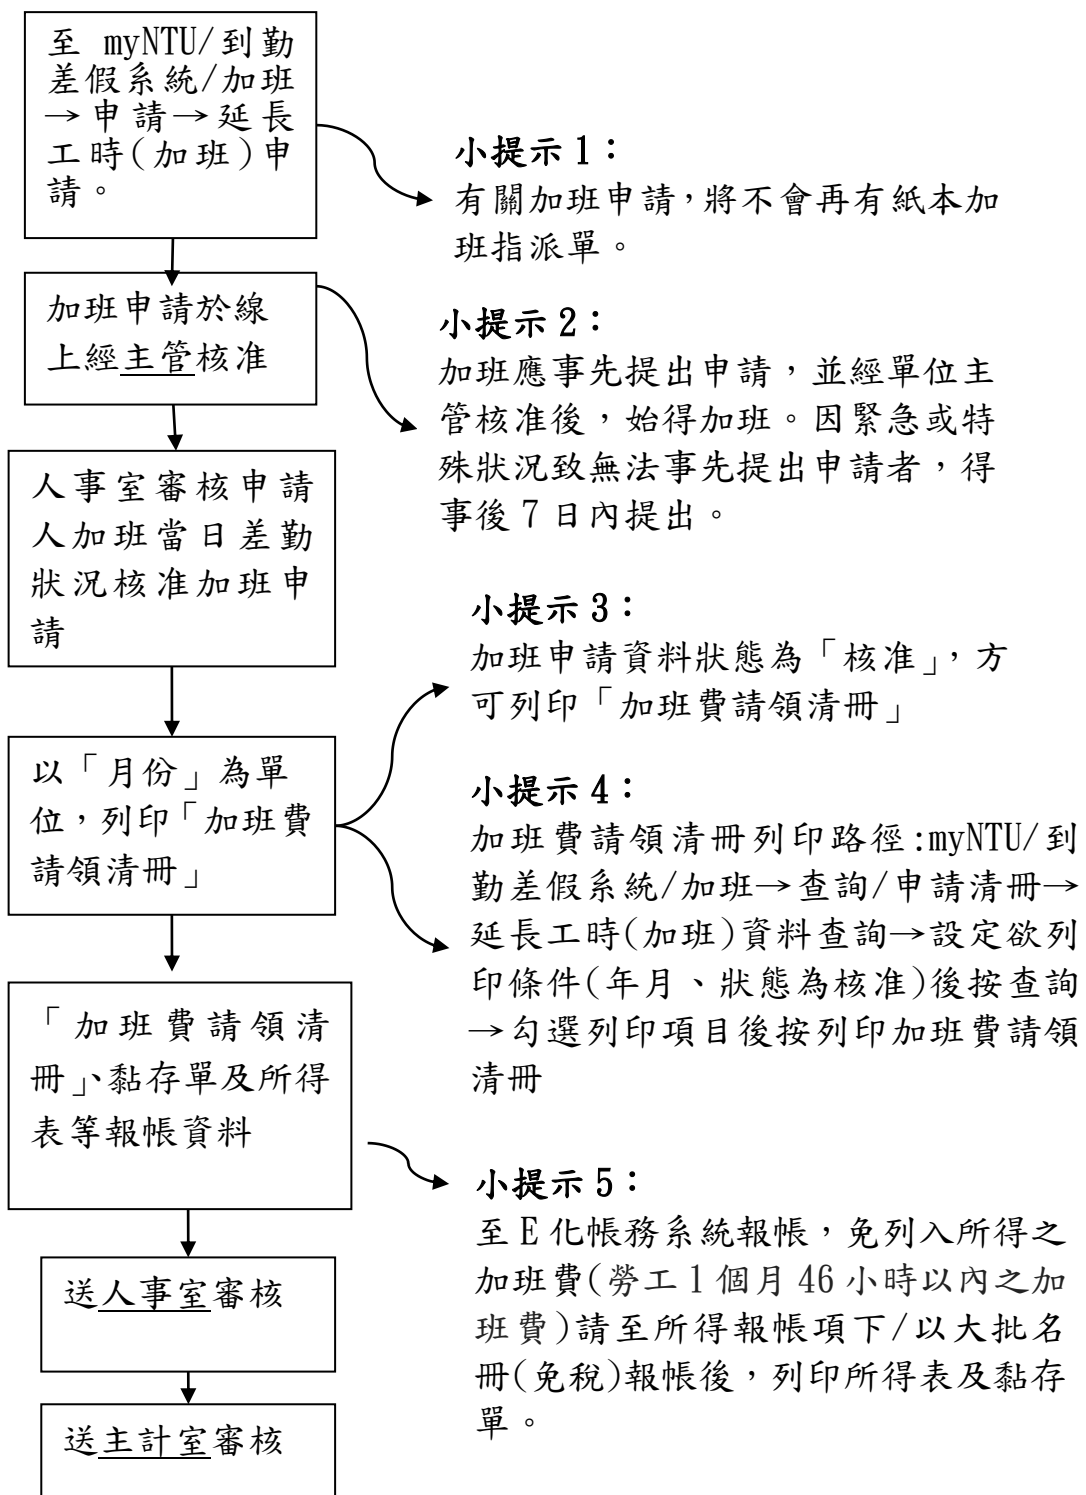 至 myNTU/到勤
差假系統/加班
→申請→延長
工時(加班)申
請。
小提示1：
有關加班申請，將不會再有紙本加
班指派單。
加班申請於線
上經主管核准
小提示2：
加班應事先提出申請，並經單位主
管核准後，始得加班。因緊急或特
殊狀況致無法事先提出申請者，得
事後7日內提出。
人事室審核申請
人加班當日差勤
狀況核准加班申
請
小提示3：
加班申請資料狀態為「核准」，方
可列印「加班費請領清冊」
以「月份」為單
位，列印「加班費
請領清冊」
小提示4：
加班費請領清冊列印路徑:myNTU/到
勤差假系統/加班→查詢/申請清冊→
延長工時(加班)資料查詢→設定欲列
印條件(年月、狀態為核准)後按查詢
→勾選列印項目後按列印加班費請領
清冊
「加班費請領清
冊」、黏存單及所得
表等報帳資料
小提示5：
至E化帳務系統報帳，免列入所得之
加班費(勞工1個月46小時以內之加
班費)請至所得報帳項下/以大批名
冊(免稅)報帳後，列印所得表及黏存
單。
送人事室審核
送主計室審核